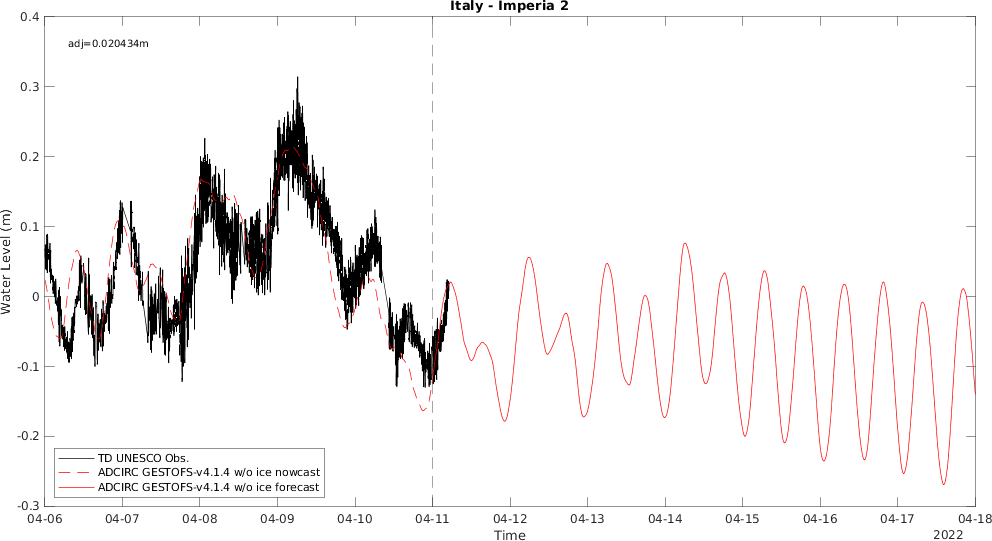 Italy - Imperia 2
adj=0.020434m
0.4
0.3
0.2
0.1
0
-0.1
-0.2
-0.3
Water Level (m)
TD UNESCO Obs.
ADCIRC GESTOFS-v4.1.4 w/o ice nowcast
ADCIRC GESTOFS-v4.1.4 w/o ice forecast
04-06 04-07 04-08 04-09 04-10 04-11 04-12 04-13 04-14 04-15 04-16 04-17 04-18
Time
2022